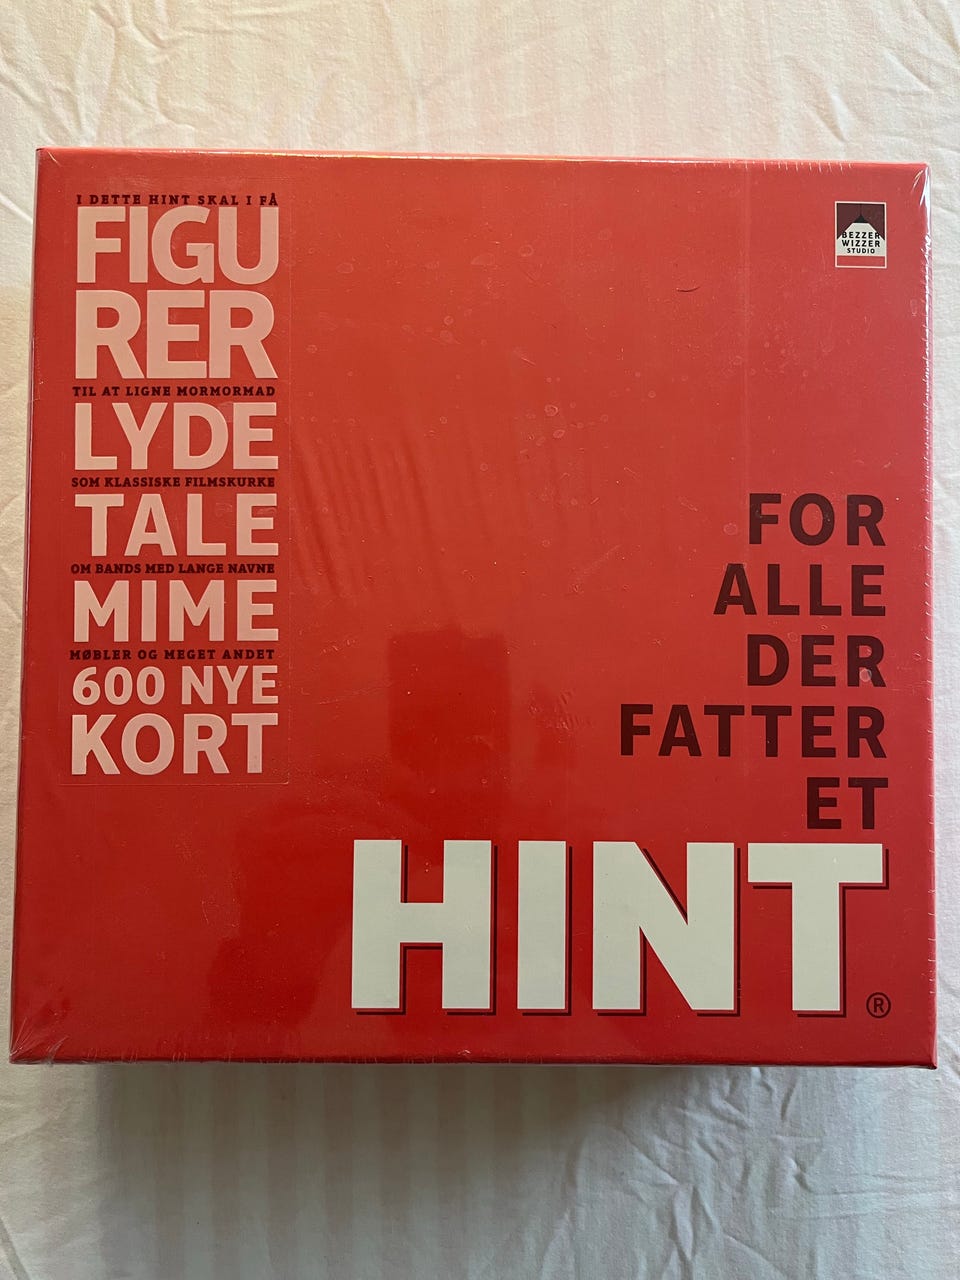 I DETTE HINT SKAL I FÅ
FIGU
RER
TIL AT LIGNE MORMORMAD
LYDE
SOM KLASSISKE FILMSKURKE
TALE
OM BANDS MED LANGE NAVNE
MIME
MØBLER OG MEGET ANDET
600 NYE
KORT
BEZZER
WIZZER
STUDIO
FOR
ALLE
DER
FATTER
ET
HINT®